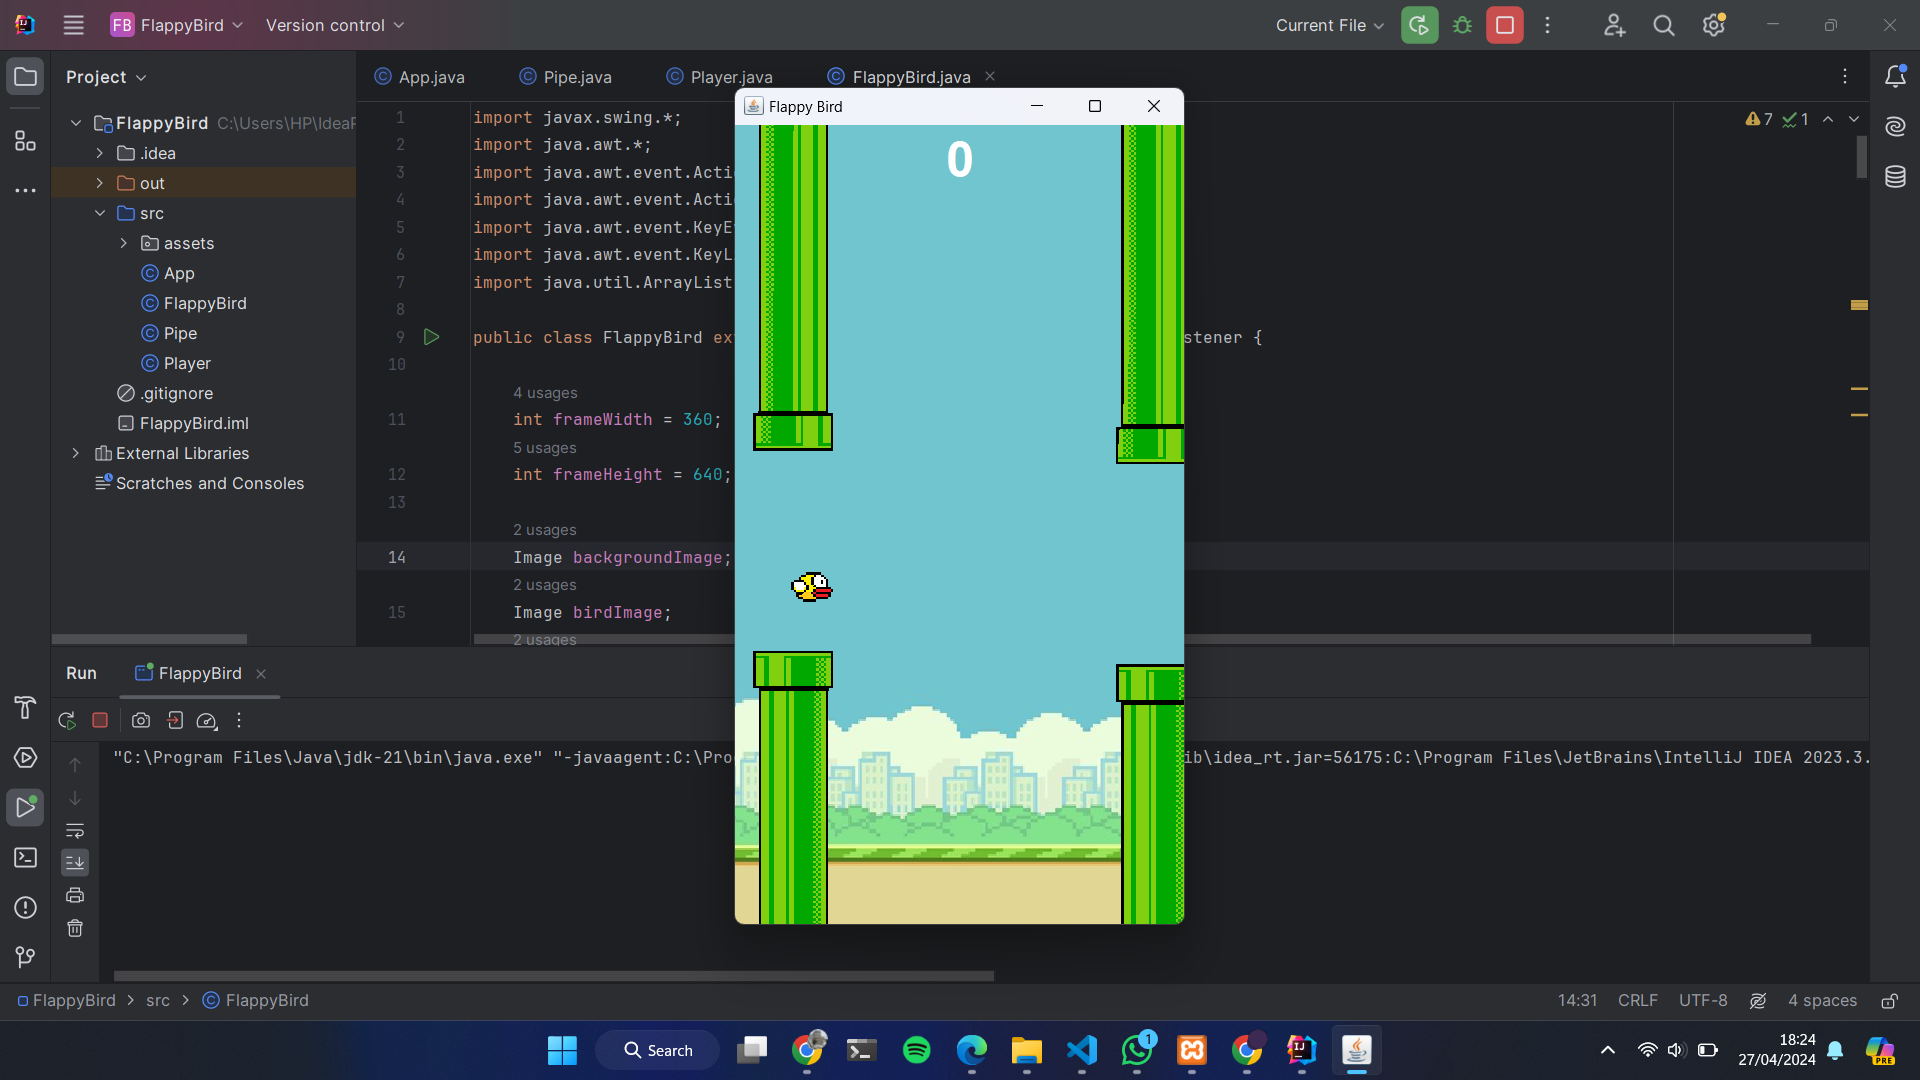 FB FlappyBird Version control Current File
Project
App.java Pipe.java Player.java FlappyBird.java
FlappyBird C:\Users\HP\IdeaP
.idea
out
src
assets
App
FlappyBird
Pipe
Player
.gitignore
FlappyBird.iml
External Libraries
Scratches and Consoles
7 1
1 import javax.swing.*;
2 import java.awt.*;
3 import java.awt.event.Acti
4 import java.awt.event.Acti
5 import java.awt.event.KeyE
6 import java.awt.event.KeyL
7 import java.util.ArrayList
8
9 public class FlappyBird ext stener {
10
4 usages
11 int frameWidth = 360;
5 usages
12 int frameHeight = 640;
13
2 usages
14 Image backgroundImage;
2 usages
15 Image birdImage;
2 usages
Flappy Bird
0
Run FlappyBird
"C:\Program Files\Java\jdk-21\bin\java.exe" "-javaagent:C:\Pro ib\idea_rt.jar=56175:C:\Program Files\JetBrains\IntelliJ IDEA 2023.3.
FlappyBird src FlappyBird
14:31 CRLF UTF-8 4 spaces
Search
1
18:24
27/04/2024
PRE